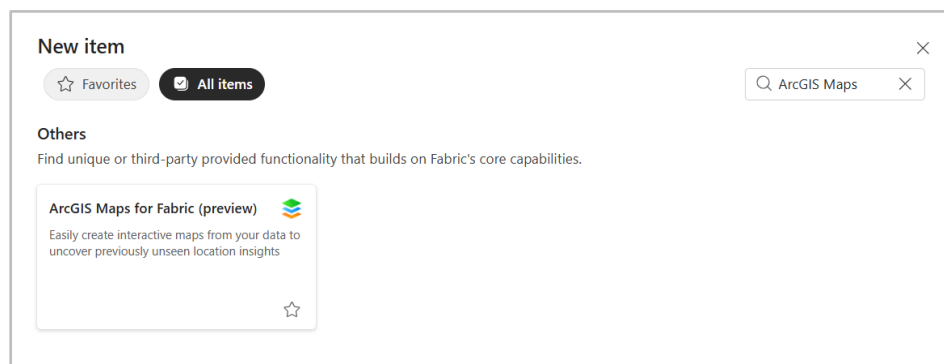 New item
Favorites
All items
ArcGIS Maps
Others
Find unique or third-party provided functionality that builds on Fabric's core capabilities.
ArcGIS Maps for Fabric (preview)
Easily create interactive maps from your data to
uncover previously unseen location insights